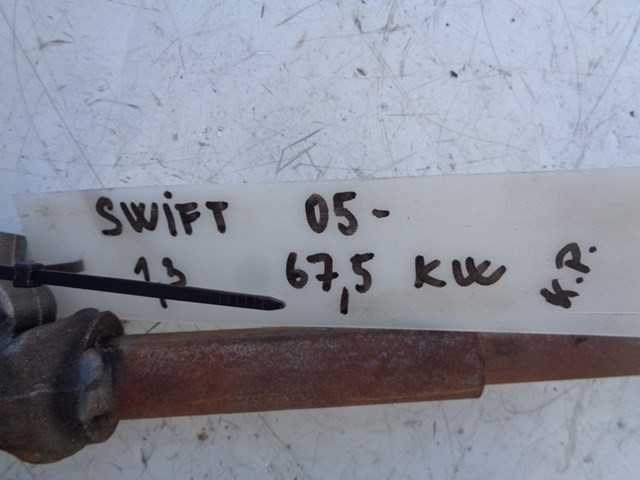 SWiFT 05-
1,3 67,5 KW
K.P.